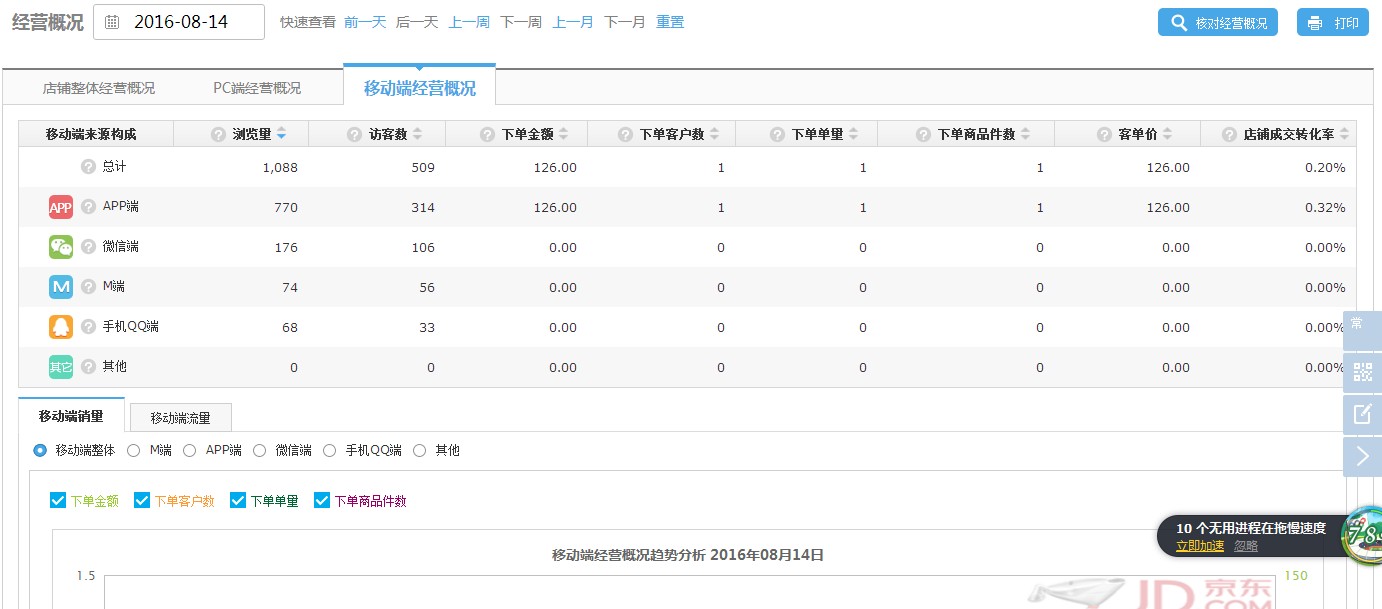 经营概况 2016-08-14 快速查看 前一天 后一天 上一周 下一周 上一月 下一月 重置 核对经营概况 打印
店铺整体经营概况 PC端经营概况 移动端经营概况
移动端来源构成 浏览量 访客数 下单金额 下单客户数 下单单量 下单商品件数 客单价 店铺成交转化率
总计 1,088 509 126.00 1 1 1 126.00 0.20%
APP APP端 770 314 126.00 1 1 1 126.00 0.32%
微信端 176 106 0.00 0 0 0 0.00 0.00%
M M端 74 56 0.00 0 0 0 0.00 0.00%
手机QQ端 68 33 0.00 0 0 0 0.00 0.00%
常
其它 其他 0 0 0.00 0 0 0 0.00 0.00%
移动端销量 移动端流量
移动端整体 M端 APP端 微信端 手机QQ端 其他
下单金额 下单客户数 下单单量 下单商品件数
10 个无用进程在拖慢速度
立即加速 忽略
78
移动端经营概况趋势分析 2016年08月14日
1.5 150
JD 京东
.COM